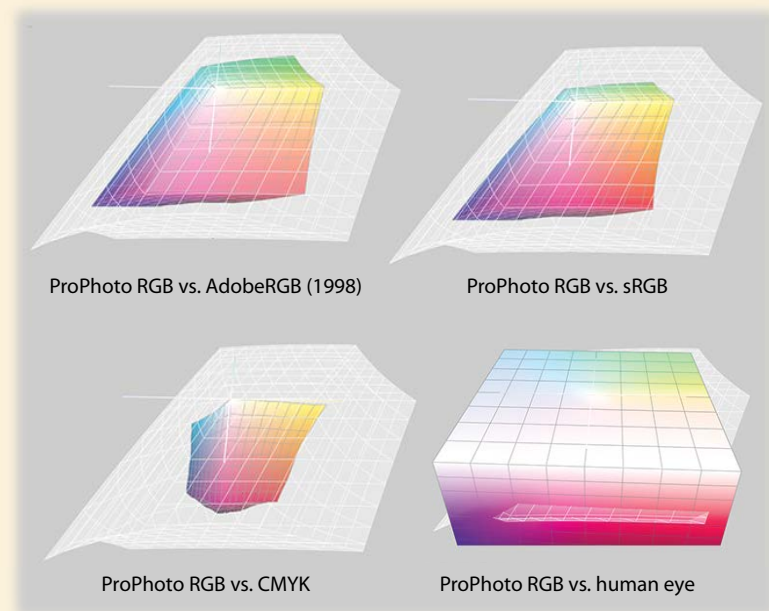 ProPhoto RGB vs. AdobeRGB (1998)
ProPhoto RGB vs. sRGB
ProPhoto RGB vs. CMYK
ProPhoto RGB vs. human eye